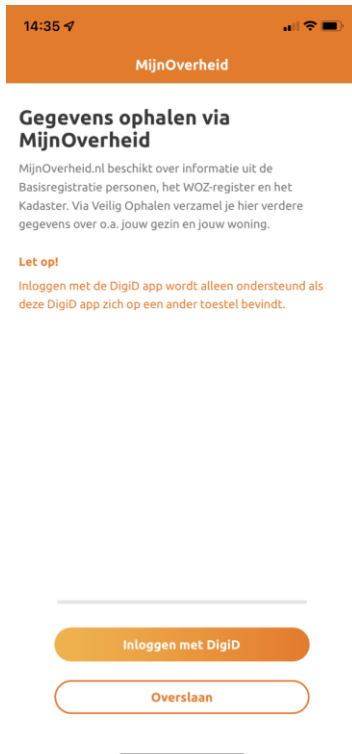 14:35
MijnOverheid
Gegevens ophalen via
MijnOverheid
MijnOverheid.nl beschikt over informatie uit de
Basisregistratie personen, het WOZ-register en het
Kadaster. Via Veilig Ophalen verzamel je hier verdere
gegevens over o.a. jouw gezin en jouw woning.
Let op!
Inloggen met de DigiD app wordt alleen ondersteund als
deze DigiD app zich op een ander toestel bevindt.
Inloggen met DigiD
Overslaan